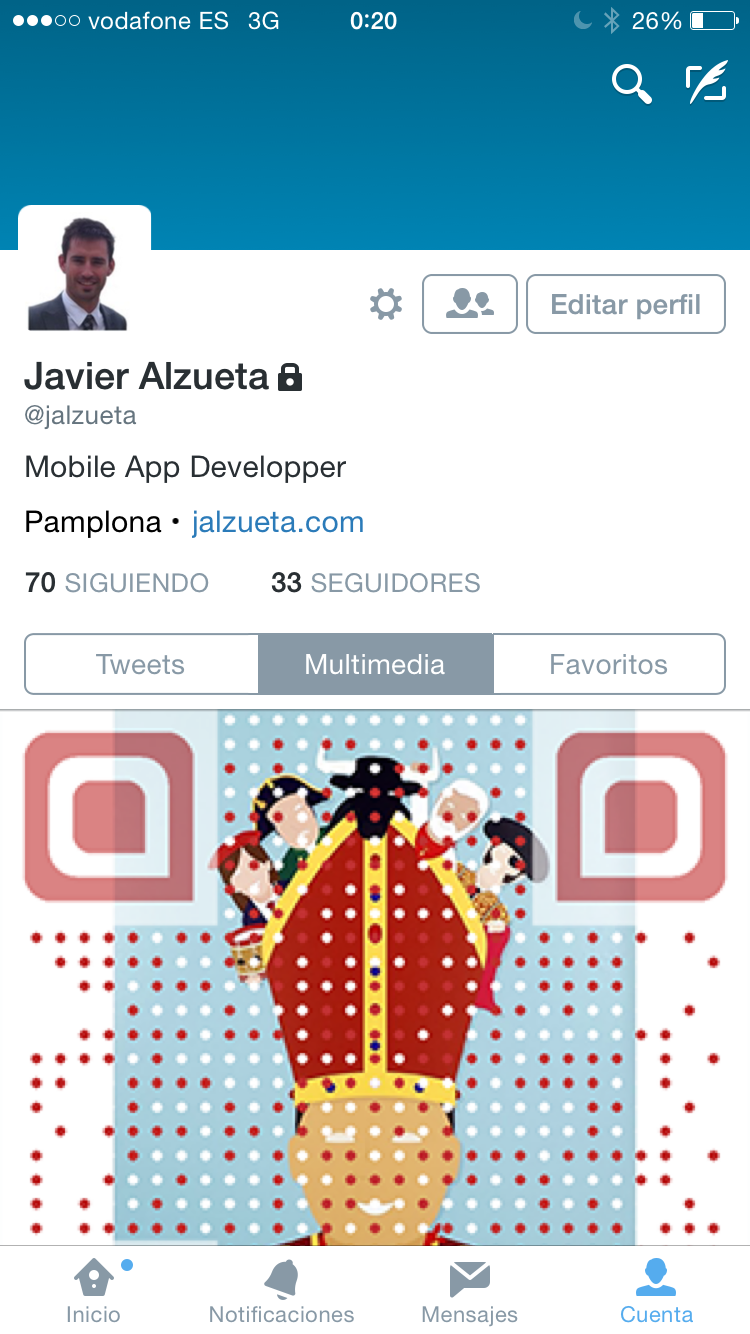 vodafone ES 3G 0:20 26%
Editar perfil
Javier Alzueta
@jalzueta
Mobile App Developper
Pamplona • jalzueta.com
70 SIGUIENDO 33 SEGUIDORES
Tweets Multimedia Favoritos
Inicio Notificaciones Mensajes Cuenta